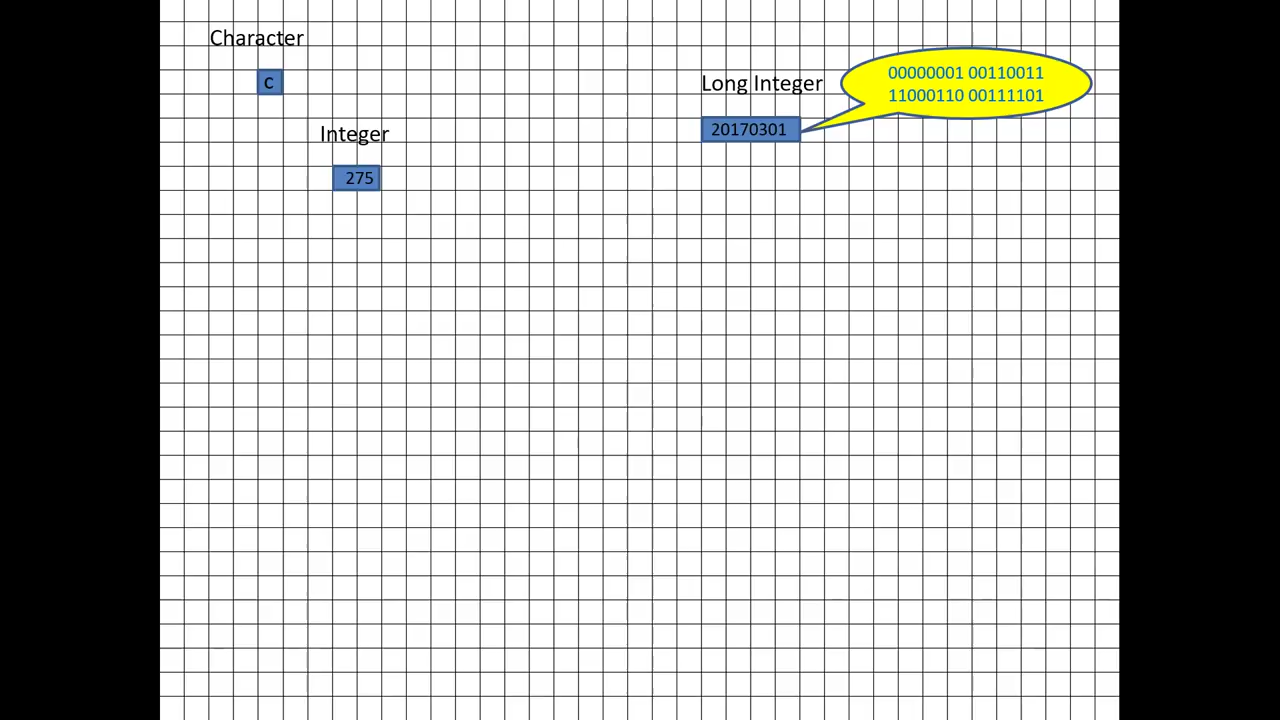 Character
C
Integer
275
Long Integer
20170301
00000001 00110011
11000110 00111101